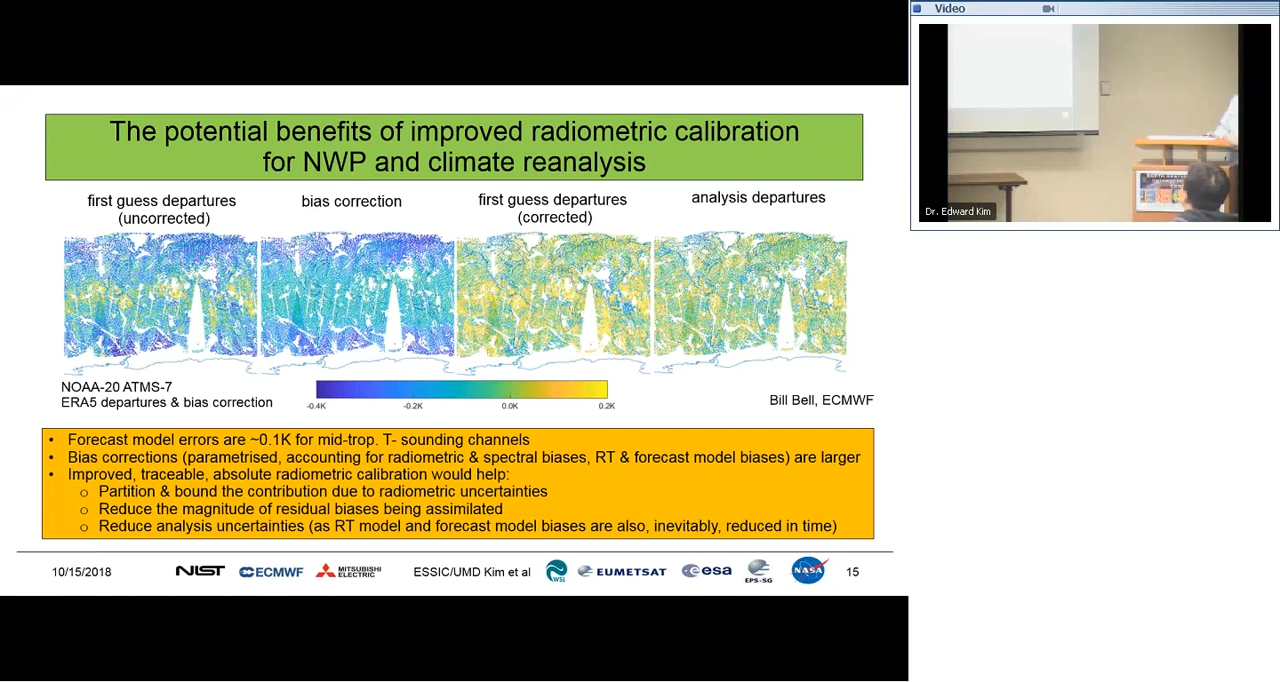 Video
Dr. Edward Kim
The potential benefits of improved radiometric calibration
for NWP and climate reanalysis
first guess departures
(uncorrected)
bias correction
first guess departures
(corrected)
analysis departures
NOAA-20 ATMS-7
ERA5 departures & bias correction
-0.4K
-0.2K
0.0K
0.2K
Bill Bell, ECMWF
• Forecast model errors are ~0.1K for mid-trop. T- sounding channels
• Bias corrections (parametrised, accounting for radiometric & spectral biases, RT & forecast model biases) are larger
• Improved, traceable, absolute radiometric calibration would help:
o Partition & bound the contribution due to radiometric uncertainties
o Reduce the magnitude of residual biases being assimilated
o Reduce analysis uncertainties (as RT model and forecast model biases are also, inevitably, reduced in time)
10/15/2018
NIST
ECMWF
MITSUBISHI
ELECTRIC
ESSIC/UMD Kim et al
WSL
EUMETSAT
esa
EPS-SG
NASA
15